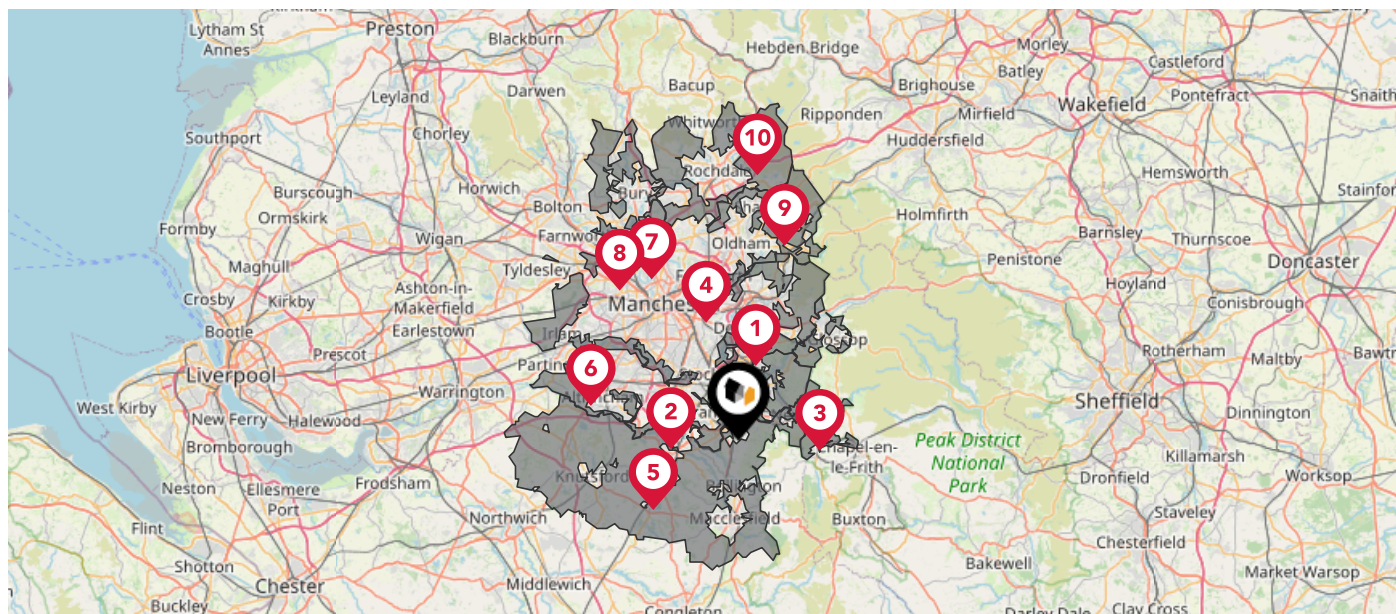 Lytham St
Annes
Preston
Blackburn
Hebden Bridge
Morley
Castleford
Batley
Leyland
Darwen
Bacup
Brighouse
Wakefield
Pontefract
Snaith
Ripponden
Mirfield
Southport
Chorley
Whitworth
10
Huddersfield
Hemsworth
Rochdale
Burscough
Horwich
Bury
Bolton
9
Holmfirth
Ormskirk
Formby
Wigan
Barnsley
Thurnscoe
Oldham
7
8
Maghull
Tyldesley
Penistone
Doncaster
Hoyland
Crosby
Kirkby
Ashton-in-
Makerfield
4
Conisbrough
Bootle
Earlestown
1
Irlam
Glossop
Prescot
Rotherham
Maltby
Liverpool
6
Warrington
West Kirby
New Ferry
Halewood
2
3
Sheffield
Dinnington
Bromborough
Peak District
National
Park
Chapel-en-
le-Frith
Killamarsh
5
Knutsford
Dronfield
Worksop
Neston
Ellesmere
Port
Frodsham
Northwich
Macclesfield
Buxton
Staveley
Flint
Chesterfield
Shotton
Chester
Middlewich
Bakewell
Market Warsop
Buckley
Congleton
Darley Dale
Clay Cross